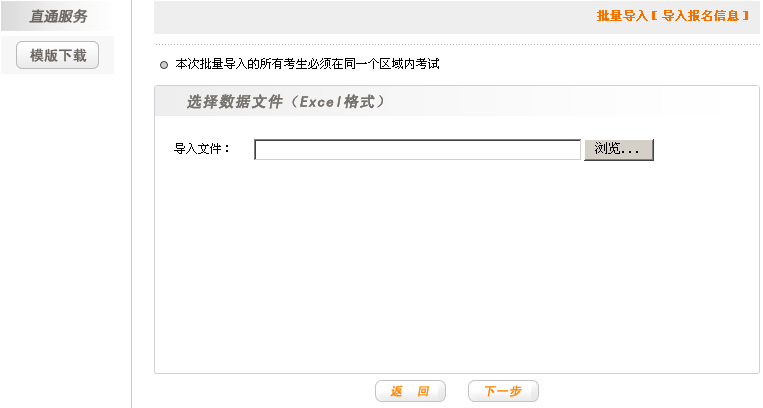 直通服务
模版下载
批量导入〖导入报名信息〗
本次批量导入的所有考生必须在同一个区域内考试
选择数据文件（Excel格式）
导入文件：
浏览...
返 回
下一步